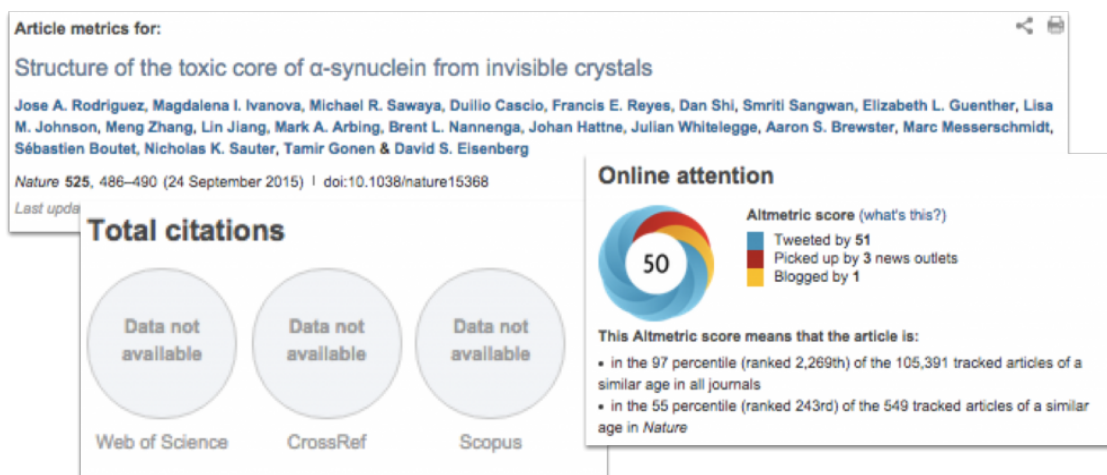 Article metrics for:
Structure of the toxic core of α-synuclein from invisible crystals
Jose A. Rodriguez, Magdalena I. Ivanova, Michael R. Sawaya, Duilio Cascio, Francis E. Reyes, Dan Shi, Smriti Sangwan, Elizabeth L. Guenther, Lisa
M. Johnson, Meng Zhang, Lin Jiang, Mark A. Arbing, Brent L. Nannenga, Johan Hattne, Julian Whitelegge, Aaron S. Brewster, Marc Messerschmidt,
Sébastien Boutet, Nicholas K. Sauter, Tamir Gonen & David S. Eisenberg
Nature 525, 486–490 (24 September 2015) | doi:10.1038/nature15368
Last upda
Total citations
Data not
available
Data not
available
Data not
available
Web of Science
CrossRef
Scopus
Online attention
50
Altmetric score (what's this?)
Tweeted by 51
Picked up by 3 news outlets
Blogged by 1
This Altmetric score means that the article is:
• in the 97 percentile (ranked 2,269th) of the 105,391 tracked articles of a
similar age in all journals
• in the 55 percentile (ranked 243rd) of the 549 tracked articles of a similar
age in Nature